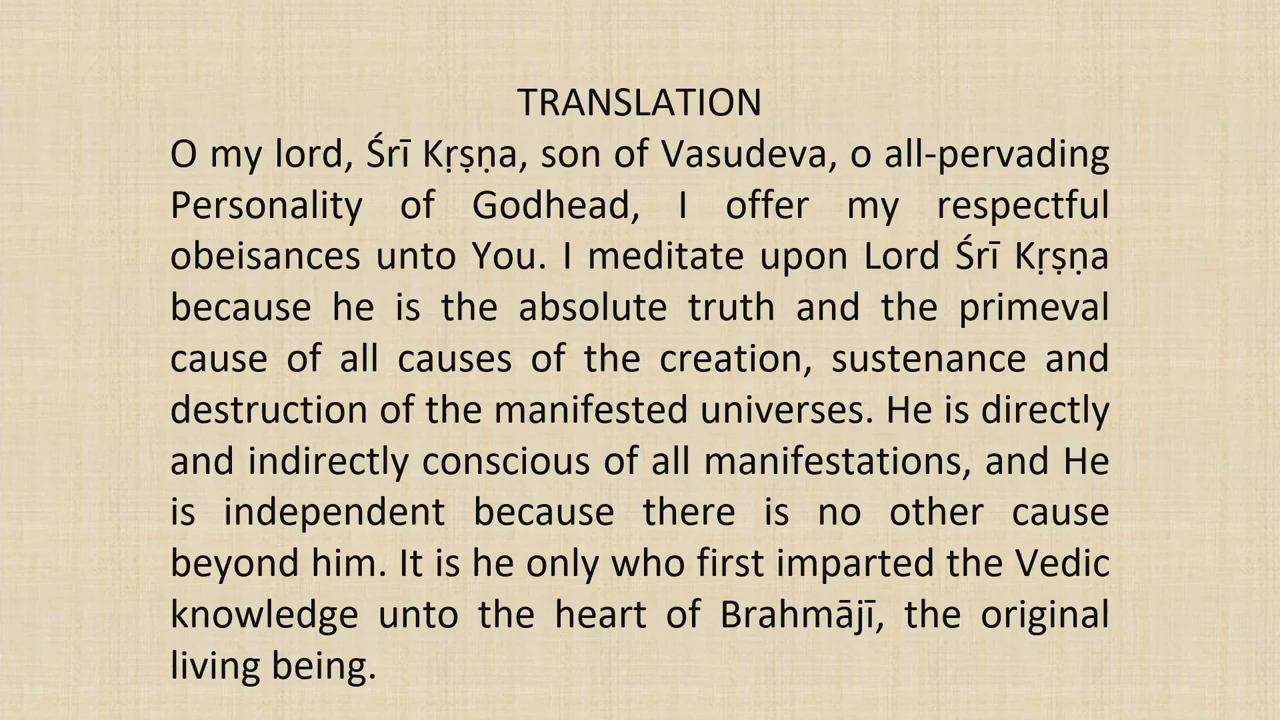 TRANSLATION
O my lord, Śrī Kṛṣṇa, son of Vasudeva, o all-pervading
Personality of Godhead, I offer my respectful
obeisances unto You. I meditate upon Lord Śrī Kṛṣṇa
because he is the absolute truth and the primeval
cause of all causes of the creation, sustenance and
destruction of the manifested universes. He is directly
and indirectly conscious of all manifestations, and He
is independent because there is no other cause
beyond him. It is he only who first imparted the Vedic
knowledge unto the heart of Brahmājī, the original
living being.